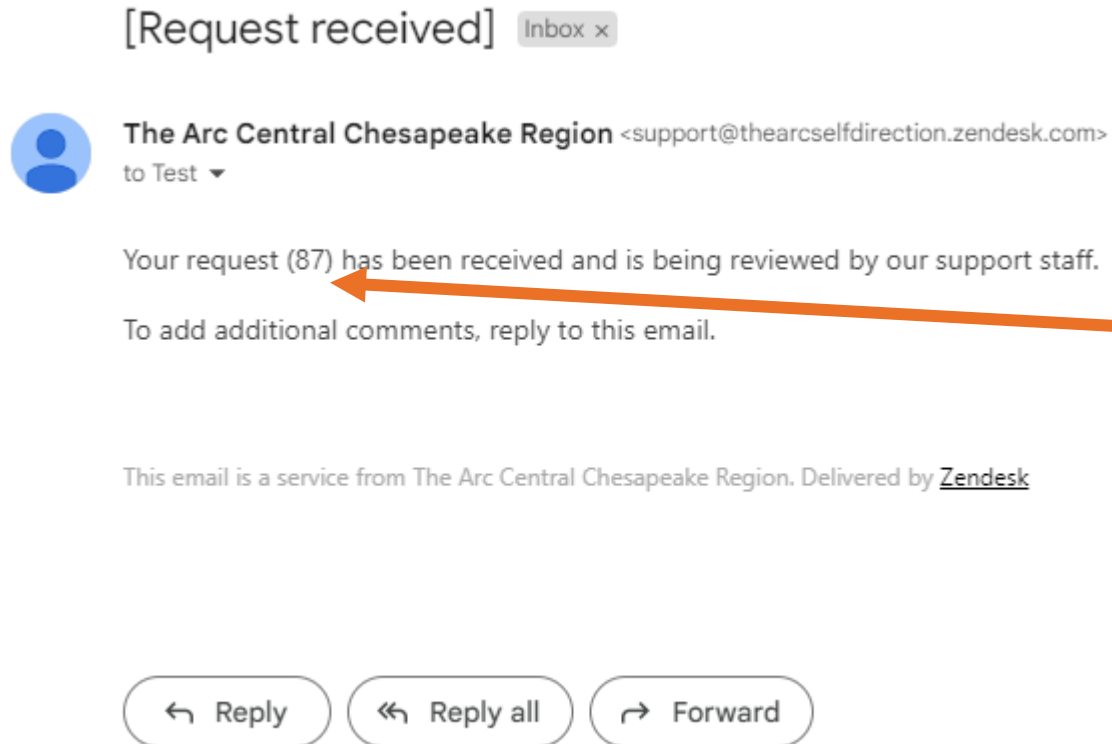 [Request received] Inbox ×
The Arc Central Chesapeake Region <support@thearcselfdirection.zendesk.com>
to Test
Your request (87) has been received and is being reviewed by our support staff.
To add additional comments, reply to this email.
This email is a service from The Arc Central Chesapeake Region. Delivered by Zendesk
Reply Reply all Forward